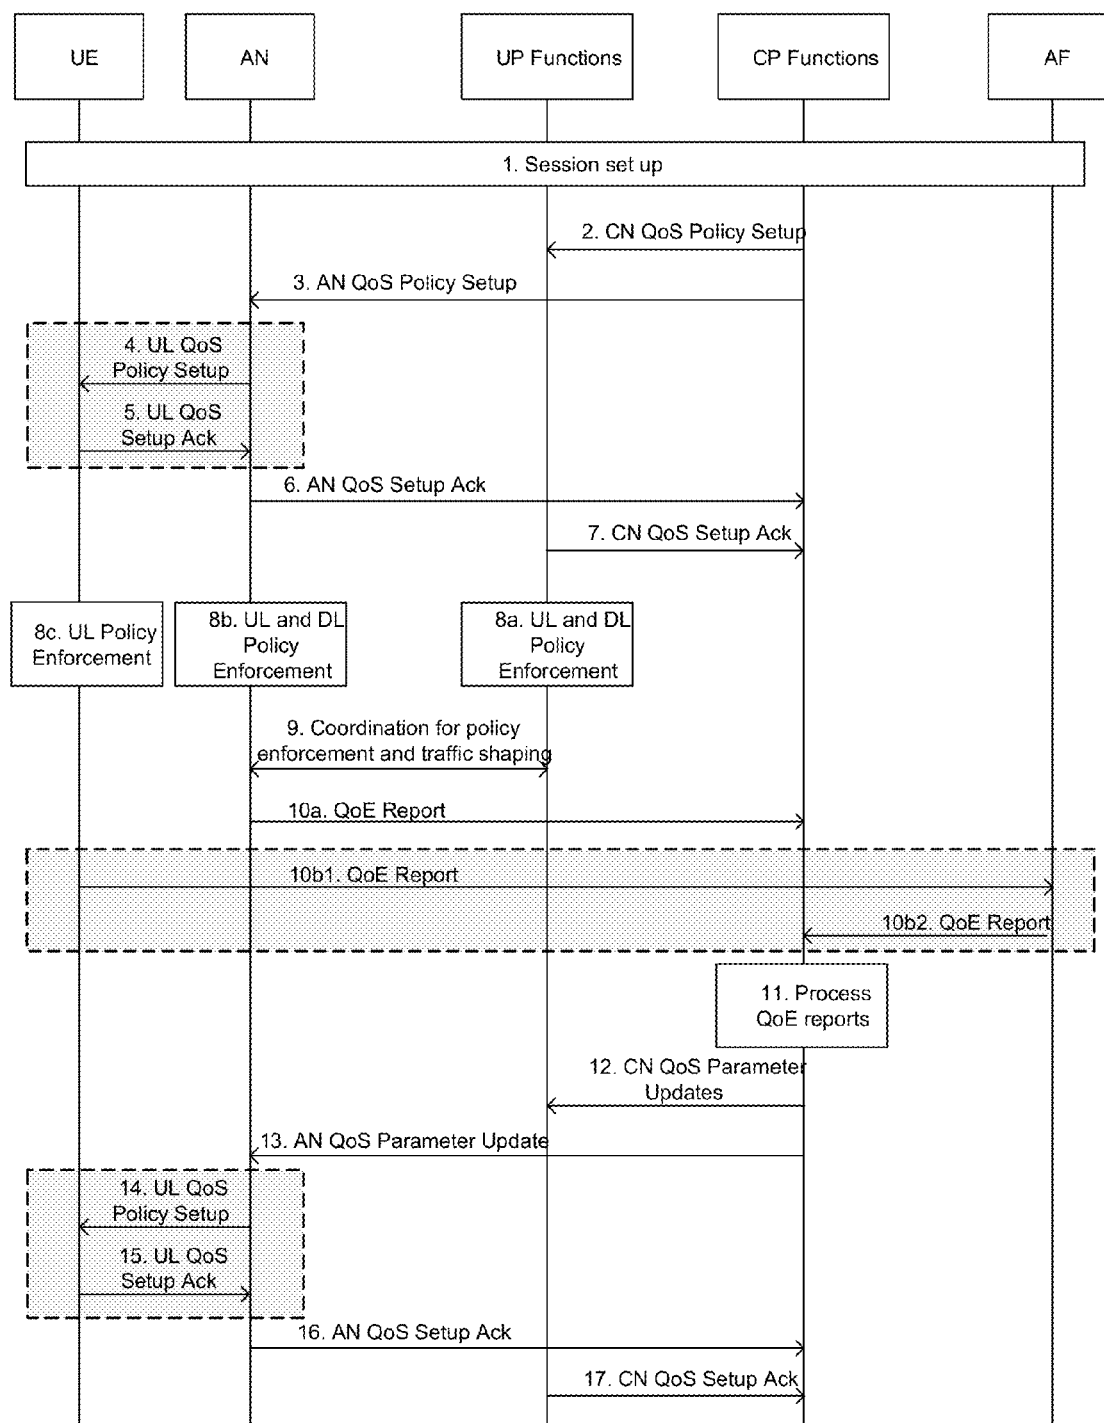 UE
AN
UP Functions
CP Functions
AF
1. Session set up
2. CN QoS Policy Setup
3. AN QoS Policy Setup
4. UL QoS
Policy Setup
5. UL QoS
Setup Ack
6. AN QoS Setup Ack
7. CN QoS Setup Ack
8c. UL Policy
Enforcement
8b. UL and DL
Policy
Enforcement
8a. UL and DL
Policy
Enforcement
9. Coordination for policy
enforcement and traffic shaping
10a. QoE Report
10b1. QoE Report
10b2. QoE Report
11. Process
QoE reports
12. CN QoS Parameter
Updates
13. AN QoS Parameter Update
14. UL QoS
Policy Setup
15. UL QoS
Setup Ack
16. AN QoS Setup Ack
17. CN QoS Setup Ack